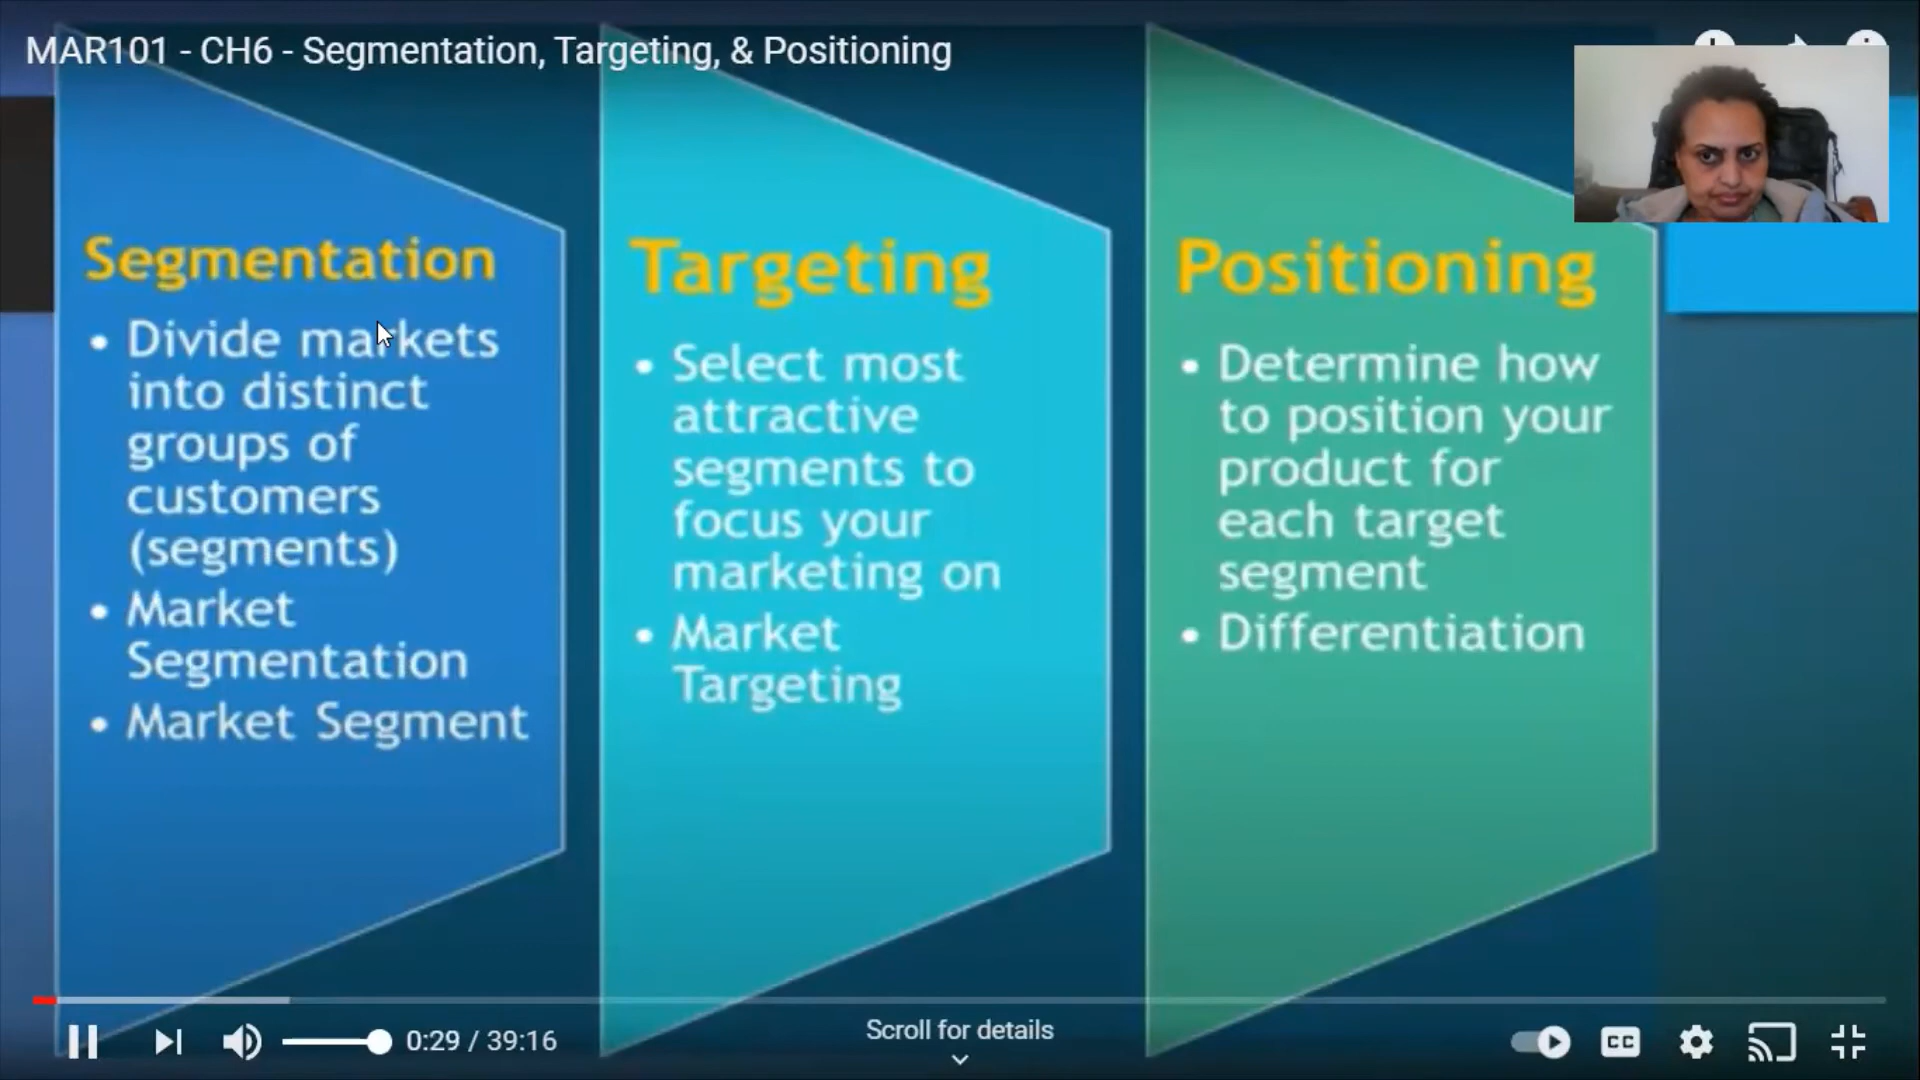 MAR101 - CH6 - Segmentation, Targeting, & Positioning
Segmentation
• Divide markets
into distinct
groups of
customers
(segments)
• Market
Segmentation
• Market Segment
Targeting
• Select most
attractive
segments to
focus your
marketing on
• Market
Targeting
Positioning
• Determine how
to position your
product for
each target
segment
• Differentiation
0:29 / 39:16
Scroll for details
CC